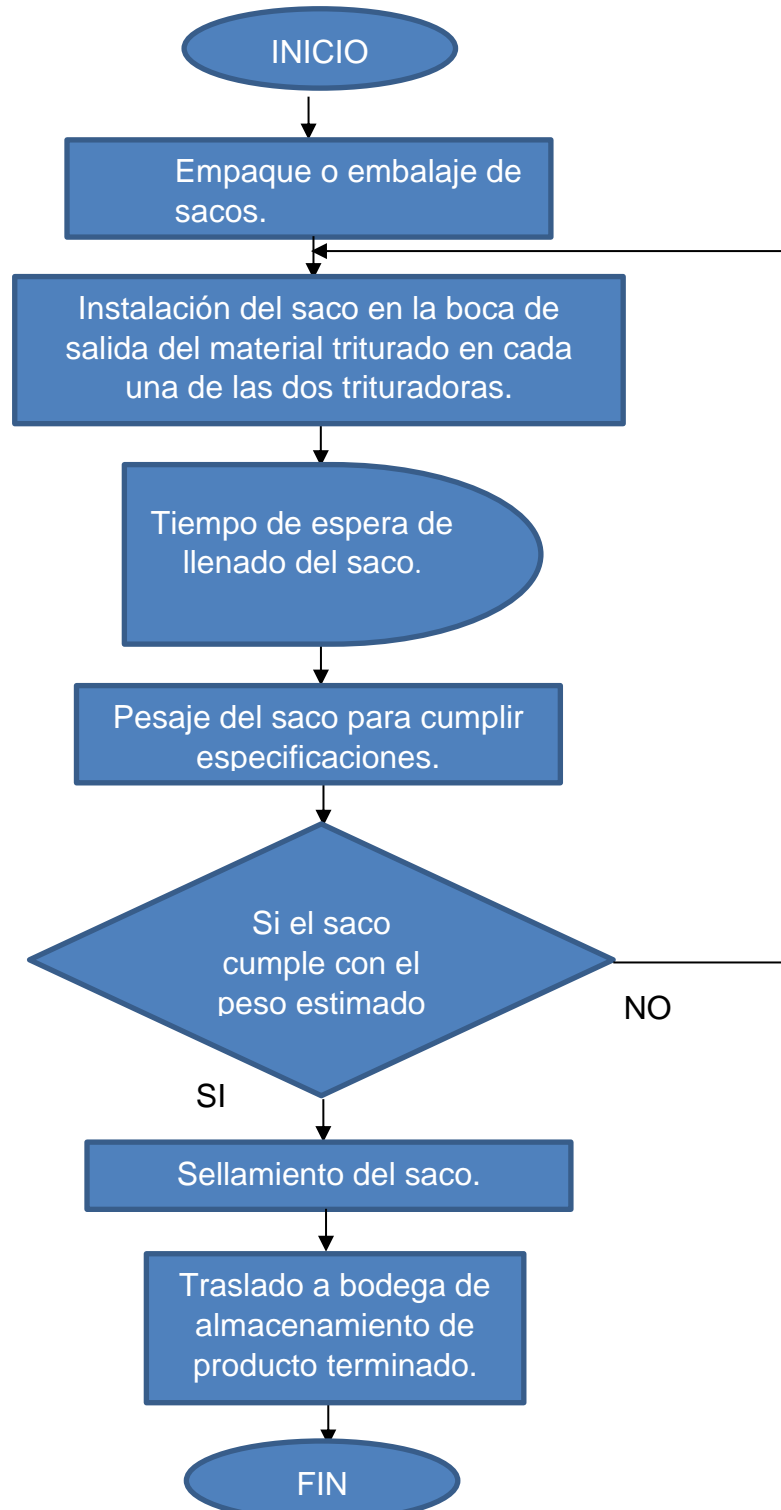 INICIO
Empaque o embalaje de
sacos.
Instalación del saco en la boca de
salida del material triturado en cada
una de las dos trituradoras.
Tiempo de espera de
llenado del saco.
Pesaje del saco para cumplir
especificaciones.
Si el saco
cumple con el
peso estimado
NO
SI
Sellamiento del saco.
Traslado a bodega de
almacenamiento de
producto terminado.
FIN